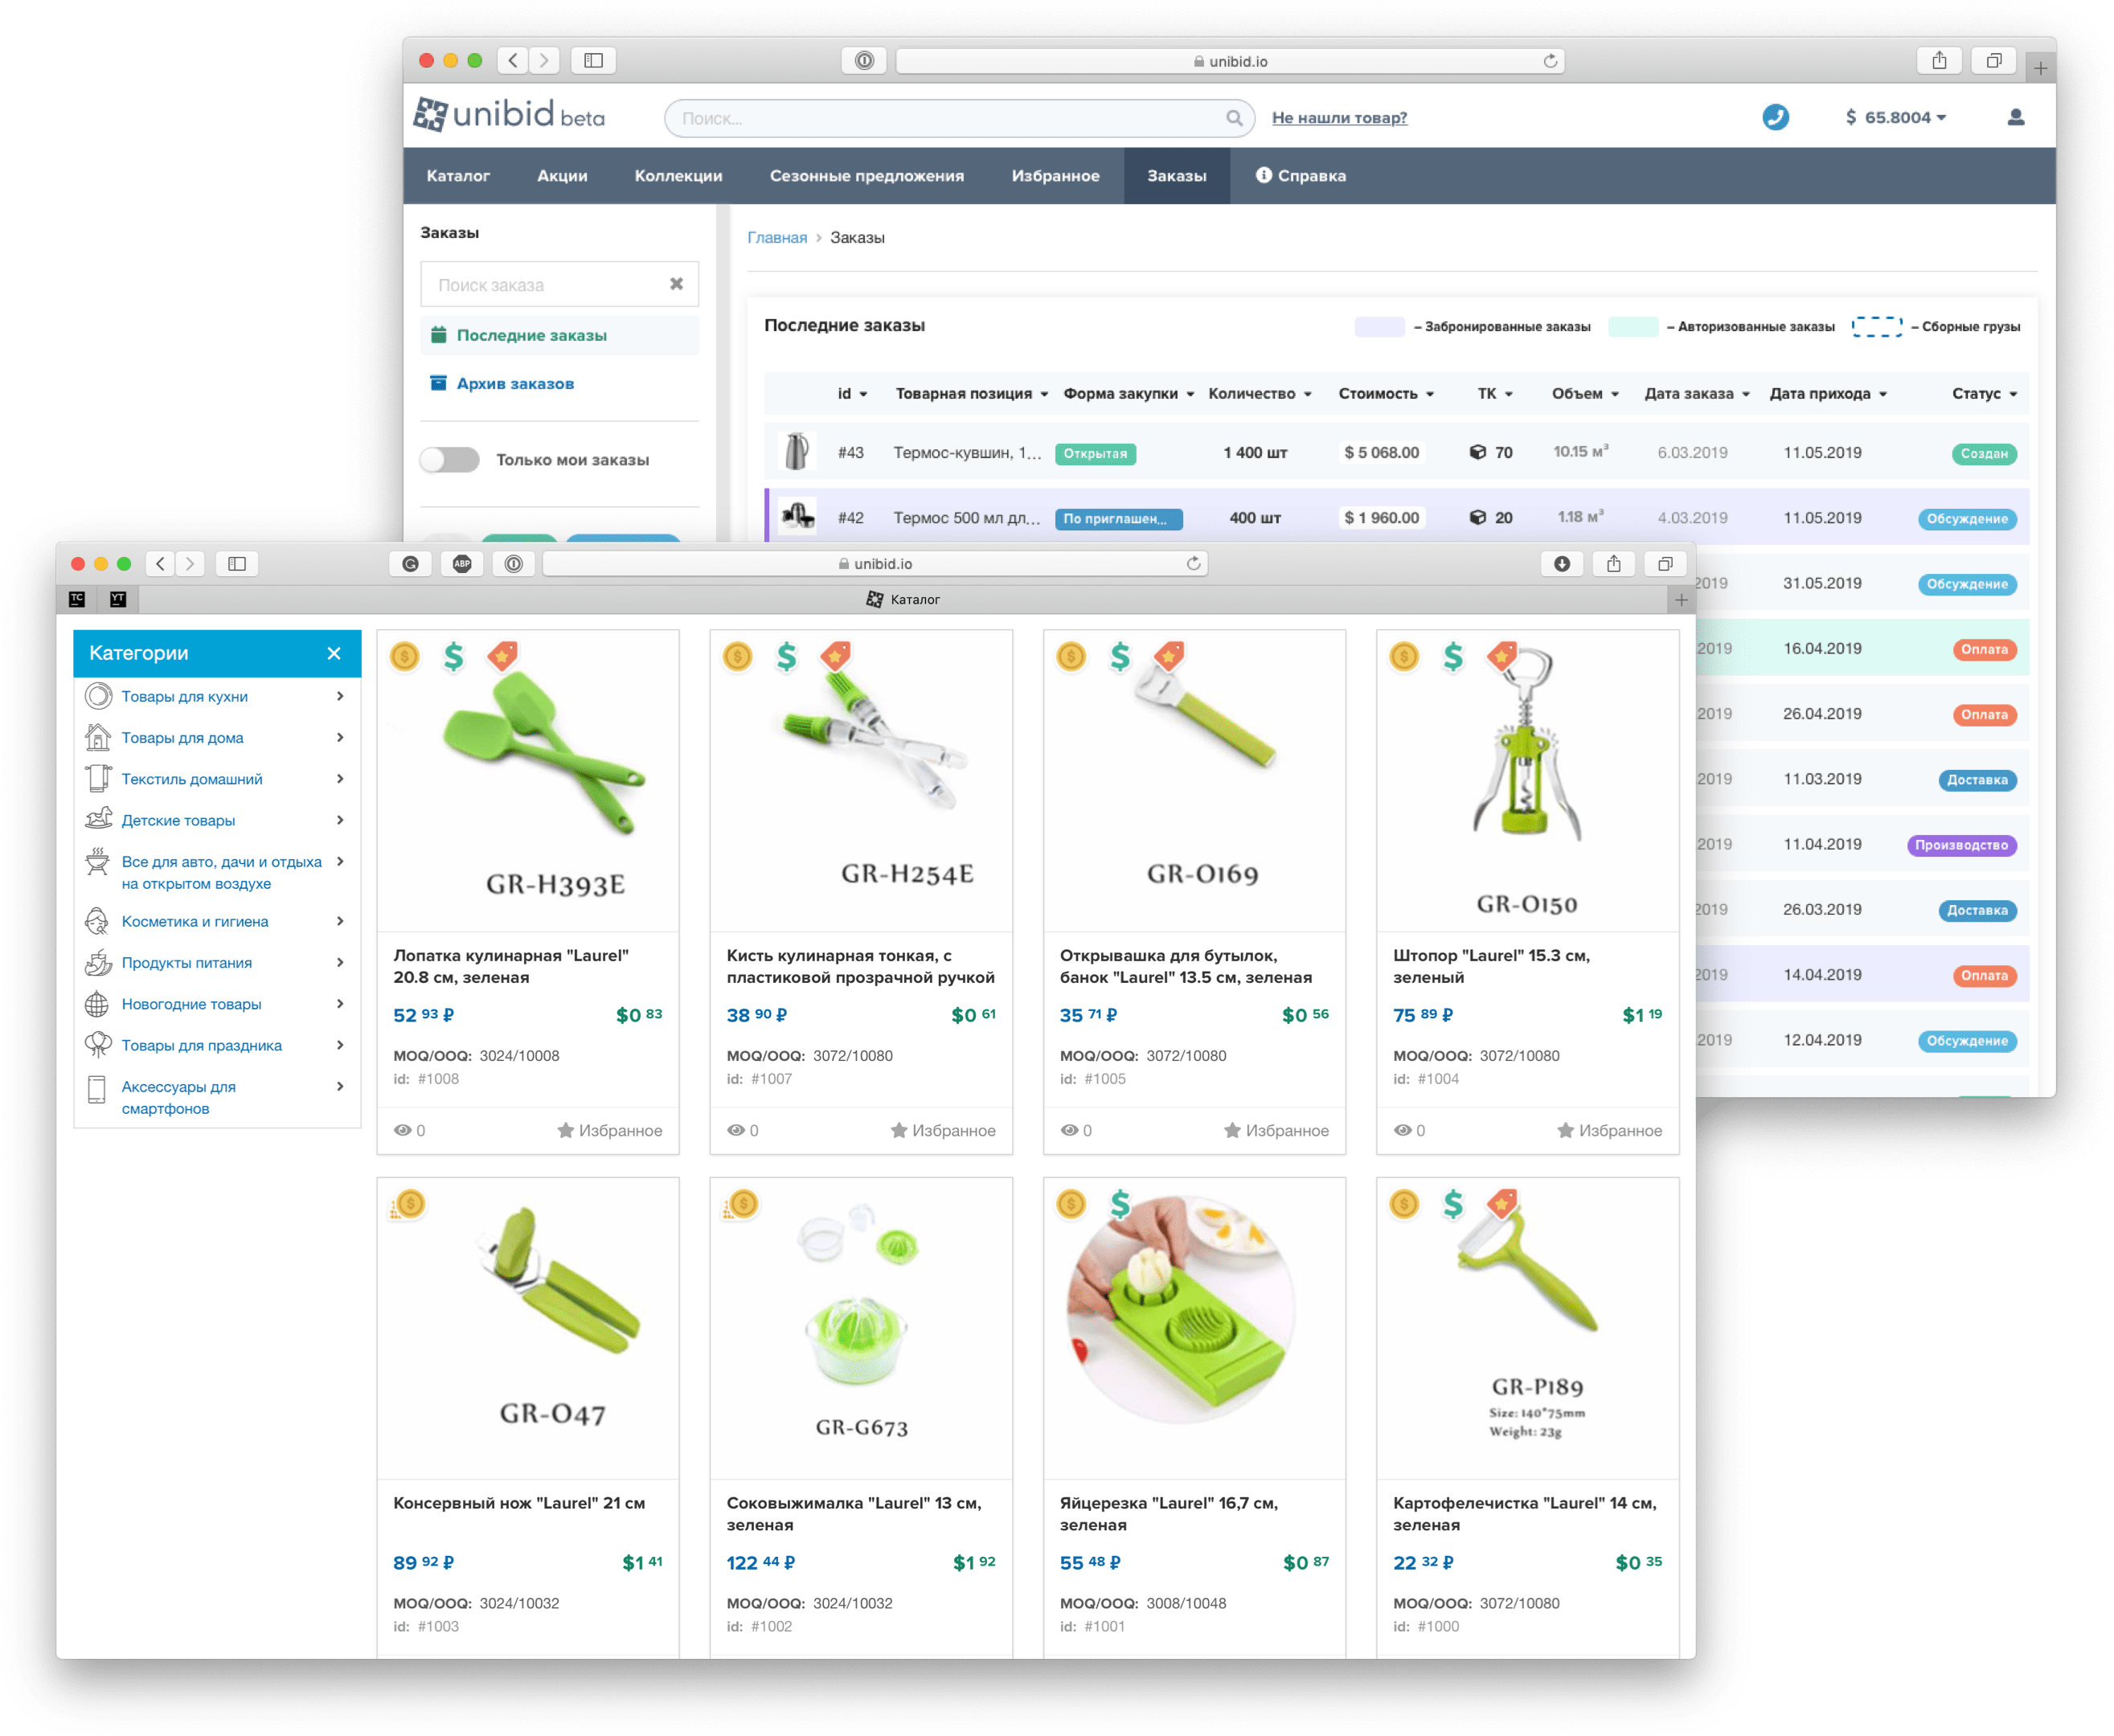 unibid.io
unibid beta
Поиск...
Не нашли товар?
$ 65.8004
Каталог Акции Коллекции Сезонные предложения Избранное Заказы Справка
Заказы
Поиск заказа
Последние заказы
Архив заказов
Только мои заказы
Главная › Заказы
Последние заказы
– Забронированные заказы – Авторизованные заказы – Сборные грузы
id Товарная позиция Форма закупки Количество Стоимость ТК Объем Дата заказа Дата прихода Статус
#43 Термос-кувшин, 1... Открытая 1 400 шт $ 5 068.00 70 10.15 м³ 6.03.2019 11.05.2019 Создан
#42 Термос 500 мл дл... По приглашен... 400 шт $ 1 960.00 20 1.18 м³ 4.03.2019 11.05.2019 Обсуждение
2019 31.05.2019 Обсуждение
2019 16.04.2019 Оплата
2019 26.04.2019 Оплата
2019 11.03.2019 Доставка
2019 11.04.2019 Производство
2019 26.03.2019 Доставка
2019 14.04.2019 Оплата
2019 12.04.2019 Обсуждение
ABP
unibid.io
TC
YT
Каталог
Категории
Товары для кухни
Товары для дома
Текстиль домашний
Детские товары
Все для авто, дачи и отдыха
на открытом воздухе
Косметика и гигиена
Продукты питания
Новогодние товары
Товары для праздника
Аксессуары для
смартфонов
GR-H393E
Лопатка кулинарная "Laurel"
20.8 см, зеленая
52 93 ₽ $0 83
MOQ/OOQ: 3024/10008
id: #1008
0 Избранное
GR-H254E
Кисть кулинарная тонкая, с
пластиковой прозрачной ручкой
38 90 ₽ $0 61
MOQ/OOQ: 3072/10080
id: #1007
0 Избранное
GR-O169
Открывашка для бутылок,
банок "Laurel" 13.5 см, зеленая
35 71 ₽ $0 56
MOQ/OOQ: 3072/10080
id: #1005
0 Избранное
GR-O150
Штопор "Laurel" 15.3 см,
зеленый
75 89 ₽ $1 19
MOQ/OOQ: 3072/10080
id: #1004
0 Избранное
GR-O47
Консервный нож "Laurel" 21 см
89 92 ₽ $1 41
MOQ/OOQ: 3024/10032
id: #1003
GR-G673
Соковыжималка "Laurel" 13 см,
зеленая
122 44 ₽ $1 92
MOQ/OOQ: 3024/10032
id: #1002
Яйцерезка "Laurel" 16,7 см,
зеленая
55 48 ₽ $0 87
MOQ/OOQ: 3008/10048
id: #1001
GR-P189
Size: 140*75mm
Weight: 23g
Картофелечистка "Laurel" 14 см,
зеленая
22 32 ₽ $0 35
MOQ/OOQ: 3072/10080
id: #1000